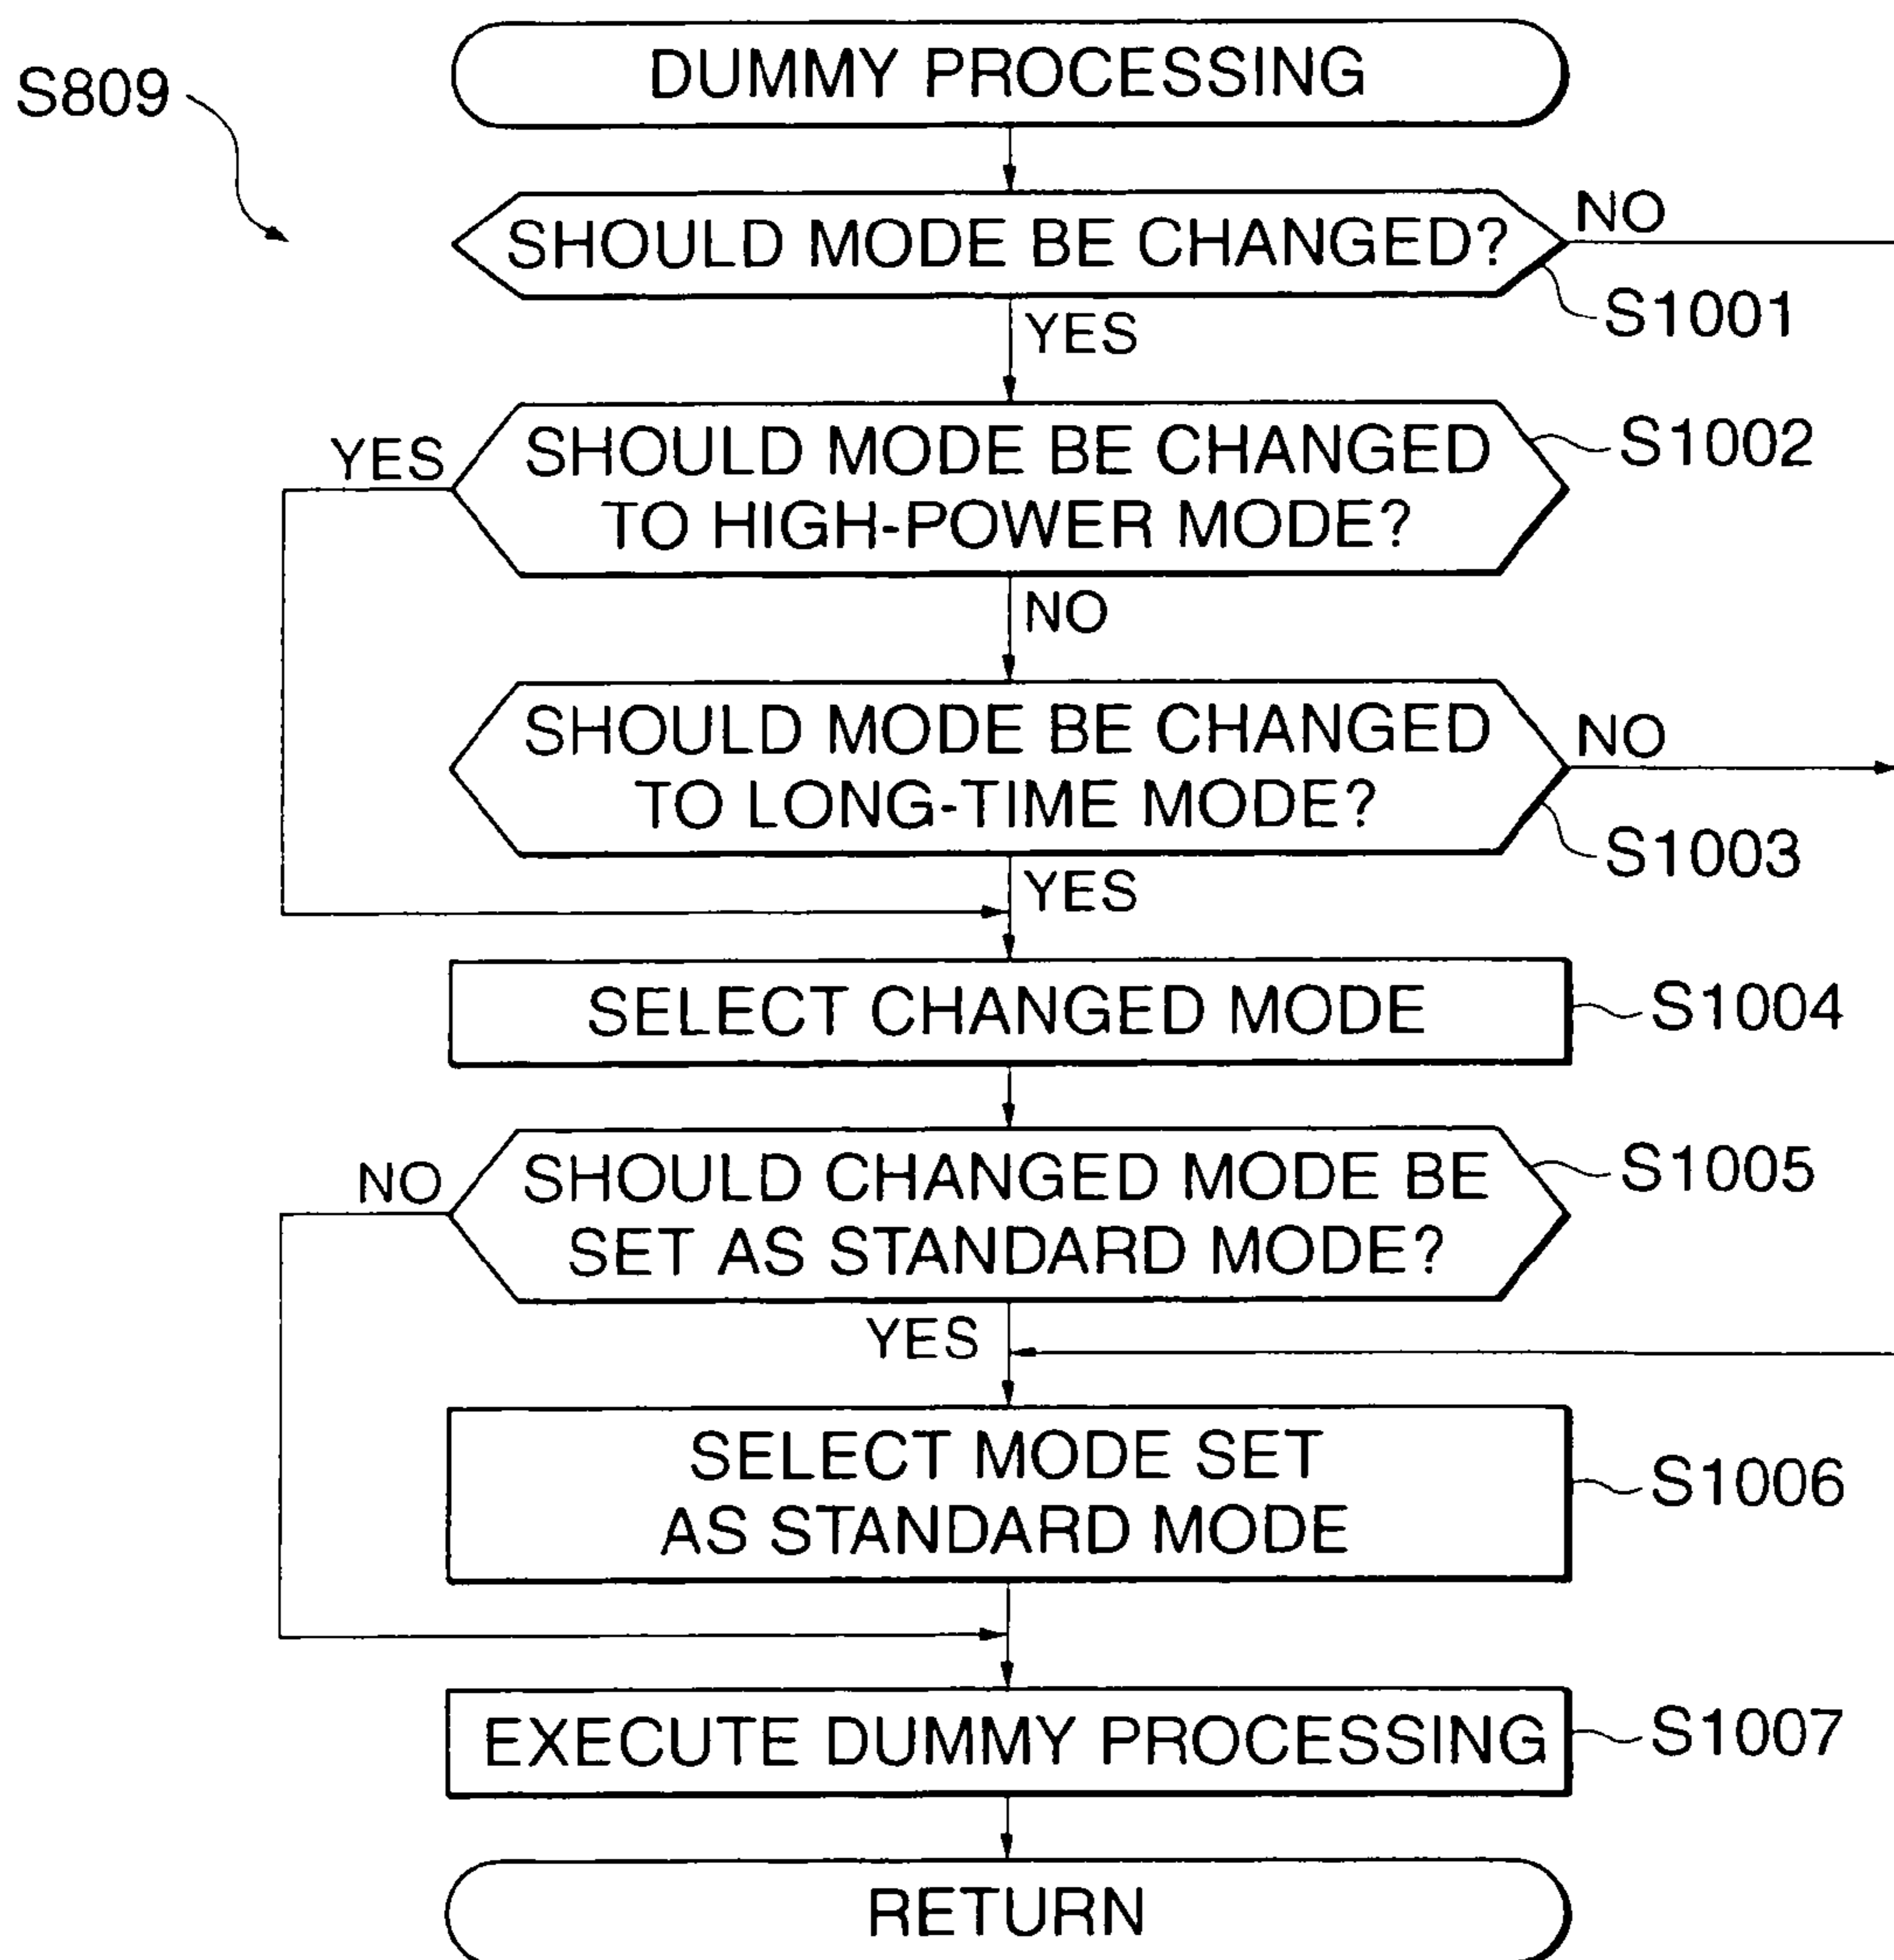 DUMMY PROCESSING
S809
SHOULD MODE BE CHANGED?
NO
S1001
YES
SHOULD MODE BE CHANGED
TO HIGH-POWER MODE?
S1002
YES
NO
SHOULD MODE BE CHANGED
TO LONG-TIME MODE?
NO
S1003
YES
SELECT CHANGED MODE
S1004
SHOULD CHANGED MODE BE
SET AS STANDARD MODE?
S1005
NO
YES
SELECT MODE SET
AS STANDARD MODE
S1006
EXECUTE DUMMY PROCESSING
S1007
RETURN